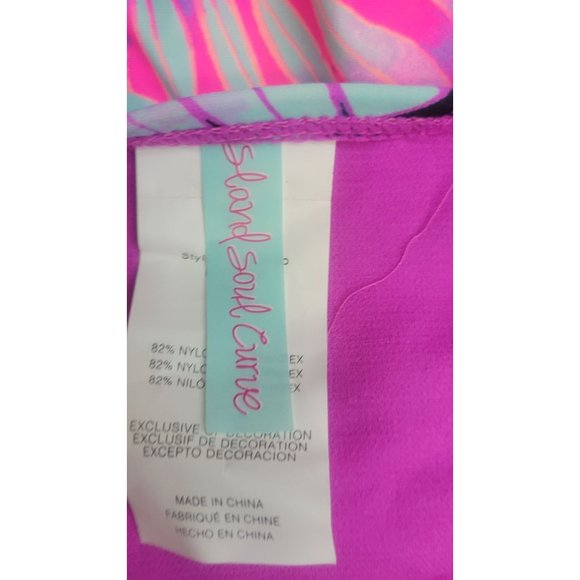 Island Soul Curve
82% NYLO EX
82% NYLO EX
82% NILÓ EX
EXCLUSIVE OF DECORATION
EXCLUSIF DE DECORATION
EXCEPTO DECORACION
MADE IN CHINA
FABRIQUÉ EN CHINE
HECHO EN CHINA